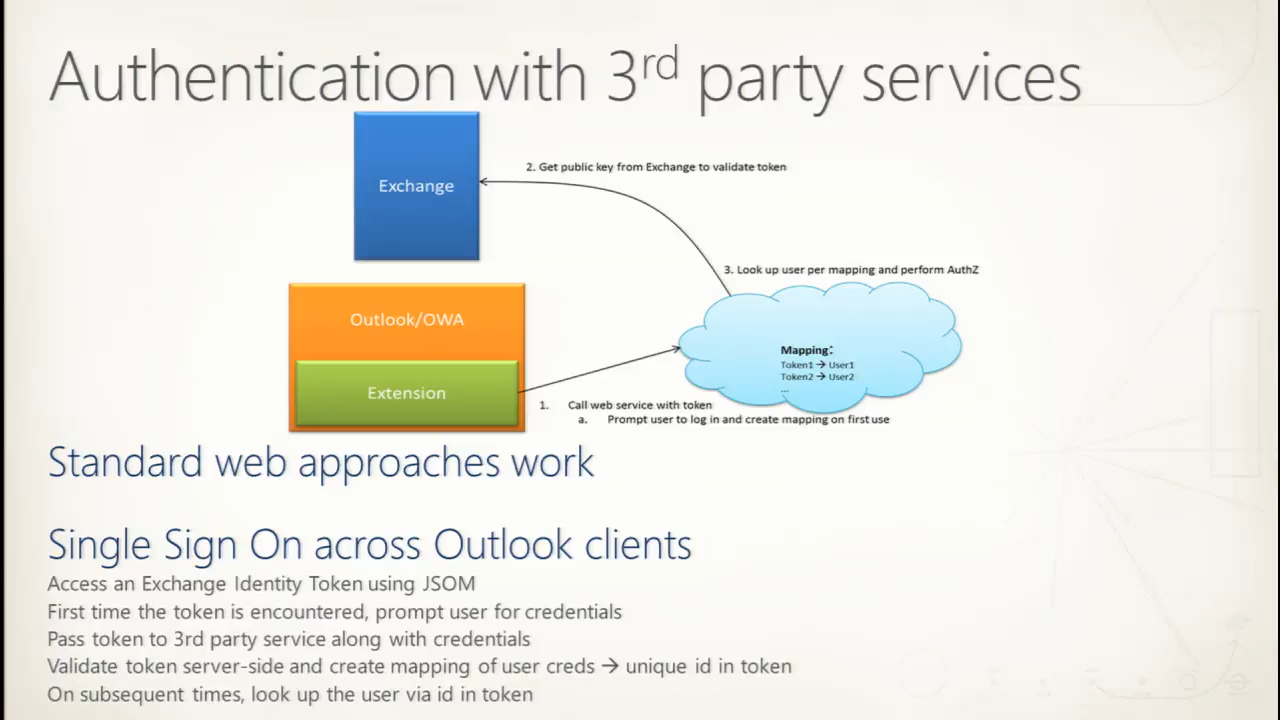 Authentication with 3rd party services
Exchange
2. Get public key from Exchange to validate token
3. Look up user per mapping and perform AuthZ
Outlook/OWA
Extension
Mapping:
Token1 → User1
Token2 → User2
...
1. Call web service with token
a. Prompt user to log in and create mapping on first use
Standard web approaches work
Single Sign On across Outlook clients
Access an Exchange Identity Token using JSOM
First time the token is encountered, prompt user for credentials
Pass token to 3rd party service along with credentials
Validate token server-side and create mapping of user creds → unique id in token
On subsequent times, look up the user via id in token